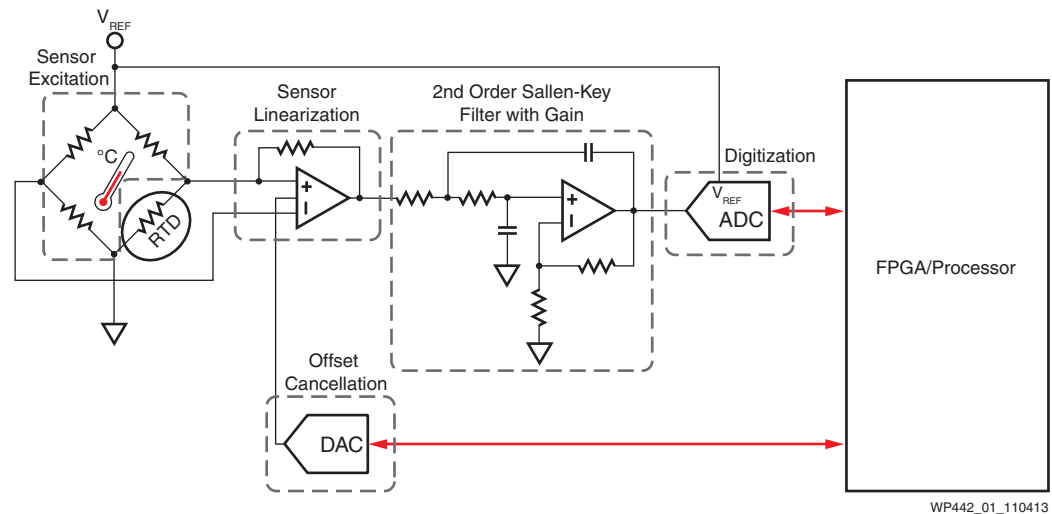 V REF
Sensor
Excitation
°C
RTD
Sensor
Linearization
+
−
2nd Order Sallen-Key
Filter with Gain
+
−
Digitization
V REF
ADC
FPGA/Processor
Offset
Cancellation
DAC
WP442_01_110413